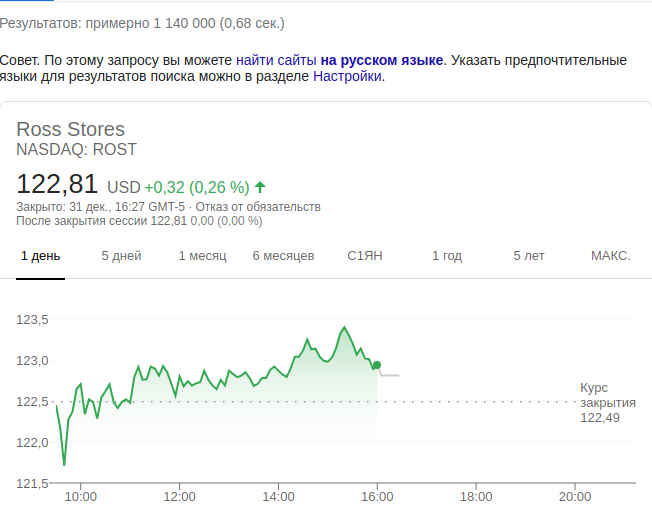 Результатов: примерно 1 140 000 (0,68 сек.)
Совет. По этому запросу вы можете найти сайты на русском языке. Указать предпочтительные
языки для результатов поиска можно в разделе Настройки.
Ross Stores
NASDAQ: ROST
122,81 USD +0,32 (0,26 %)
Закрыто: 31 дек., 16:27 GMT-5 · Отказ от обязательств
После закрытия сессии 122,81 0,00 (0,00 %)
1 день 5 дней 1 месяц 6 месяцев С1ЯН 1 год 5 лет МАКС.
123,5
123,0
122,5
122,0
121,5
Курс
закрытия
122,49
10:00 12:00 14:00 16:00 18:00 20:00